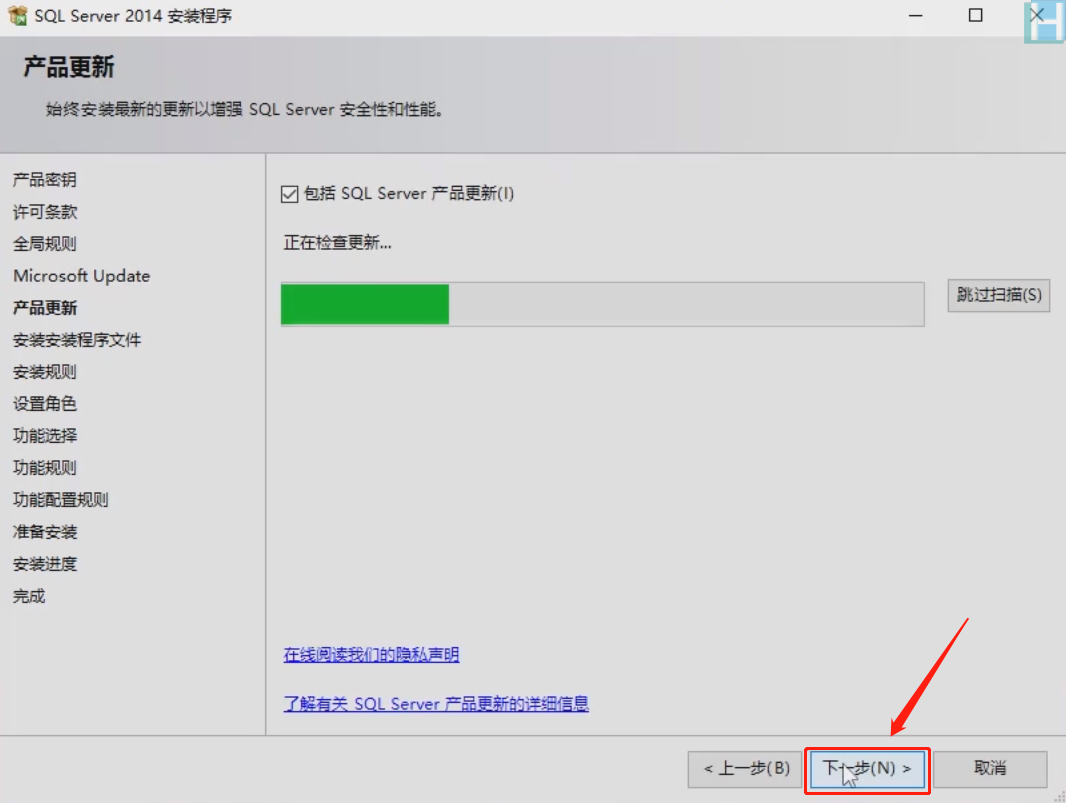 SQL Server 2014 安装程序
H
产品更新
始终安装最新的更新以增强 SQL Server 安全性和性能。
产品密钥
许可条款
全局规则
Microsoft Update
产品更新
安装安装程序文件
安装规则
设置角色
功能选择
功能规则
功能配置规则
准备安装
安装进度
完成
包括 SQL Server 产品更新(I)
正在检查更新...
跳过扫描(S)
在线阅读我们的隐私声明
了解有关 SQL Server 产品更新的详细信息
< 上一步(B)
下一步(N) >
取消